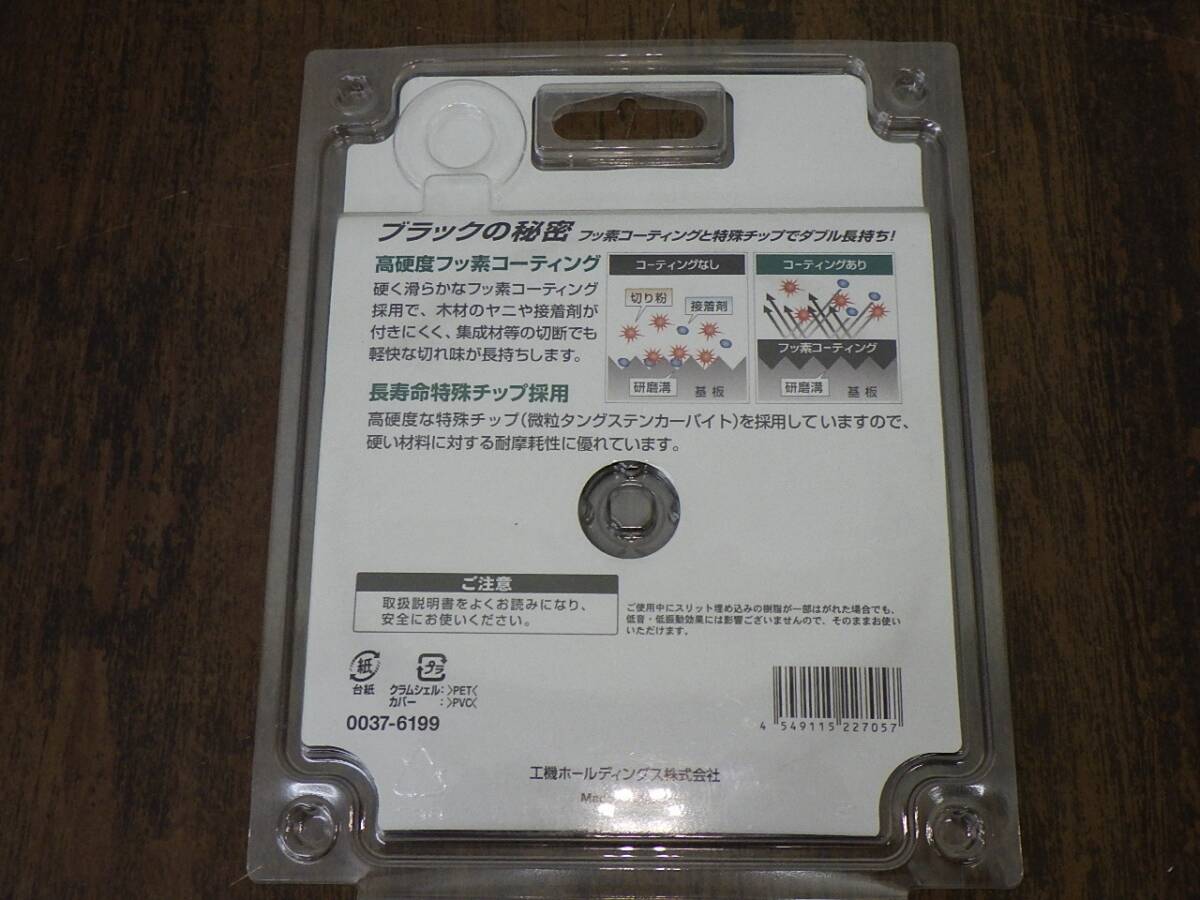 ブラックの秘密 フッ素コーティングと特殊チップでダブル長持ち!
高硬度フッ素コーティング
硬く滑らかなフッ素コーティング
採用で、木材のヤニや接着剤が
付きにくく、集成材等の切断でも
軽快な切れ味が長持ちします。
コーティングなし
切り粉
接着剤
研磨溝
基板
コーティングあり
フッ素コーティング
研磨溝
基板
長寿命特殊チップ採用
高硬度な特殊チップ(微粒タングステンカーバイト)を採用していますので、
硬い材料に対する耐摩耗性に優れています。
ご注意
取扱説明書をよくお読みになり、
安全にお使いください。
ご使用中にスリット埋め込みの樹脂が一部はがれた場合でも、
低音・低振動効果には影響ございませんので、そのままお使い
いただけます。
紙
台紙
プラ
クラムシェル:>PET<
カバー :>PVC<
0037-6199
4 549115 227057
工機ホールディングス株式会社